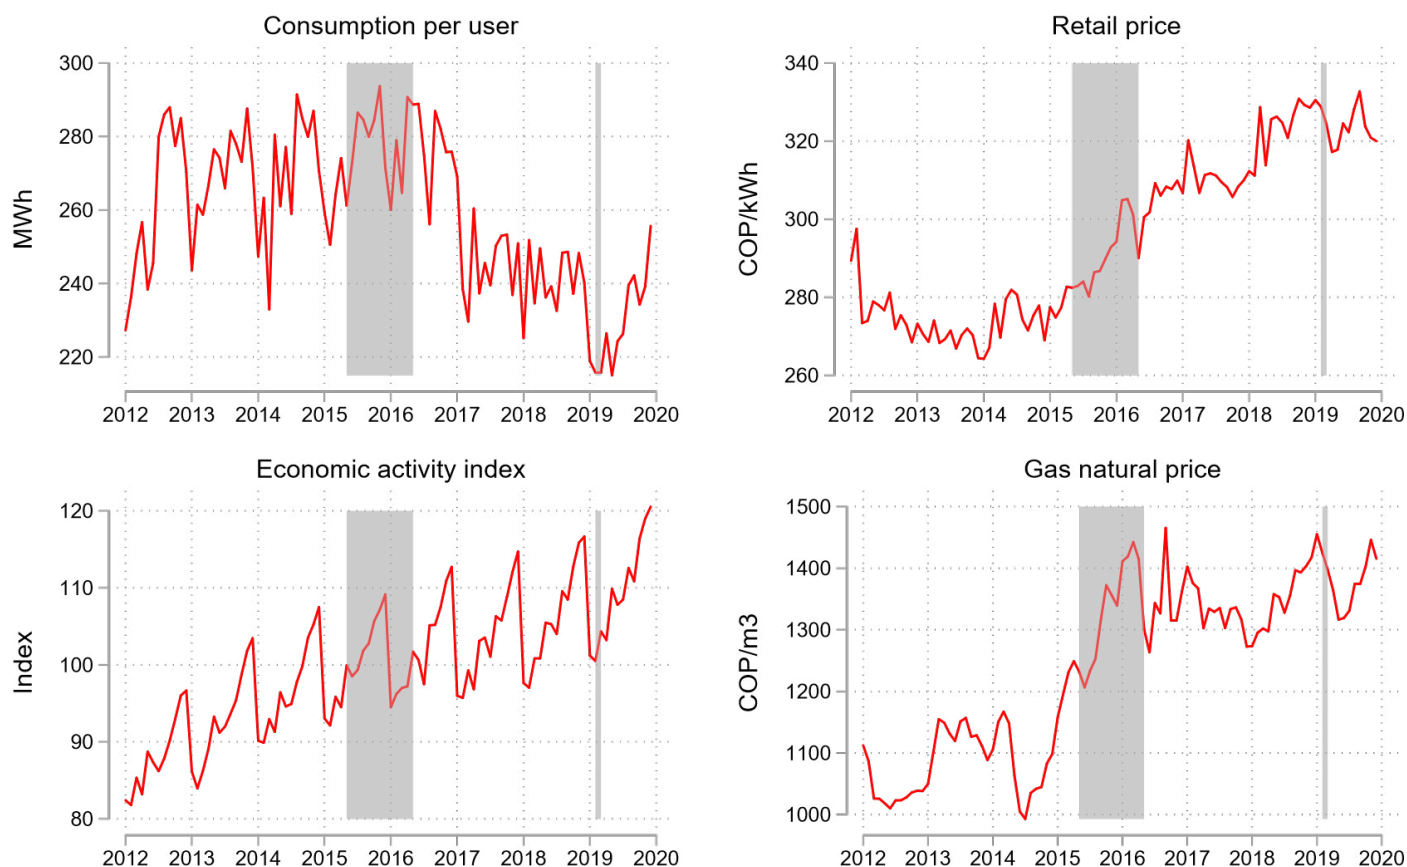 Consumption per user
MWh
300
280
260
240
220
2012 2013 2014 2015 2016 2017 2018 2019 2020
Retail price
COP/kWh
340
320
300
280
260
2012 2013 2014 2015 2016 2017 2018 2019 2020
Economic activity index
Index
120
110
100
90
80
2012 2013 2014 2015 2016 2017 2018 2019 2020
Gas natural price
COP/m3
1500
1400
1300
1200
1100
1000
2012 2013 2014 2015 2016 2017 2018 2019 2020